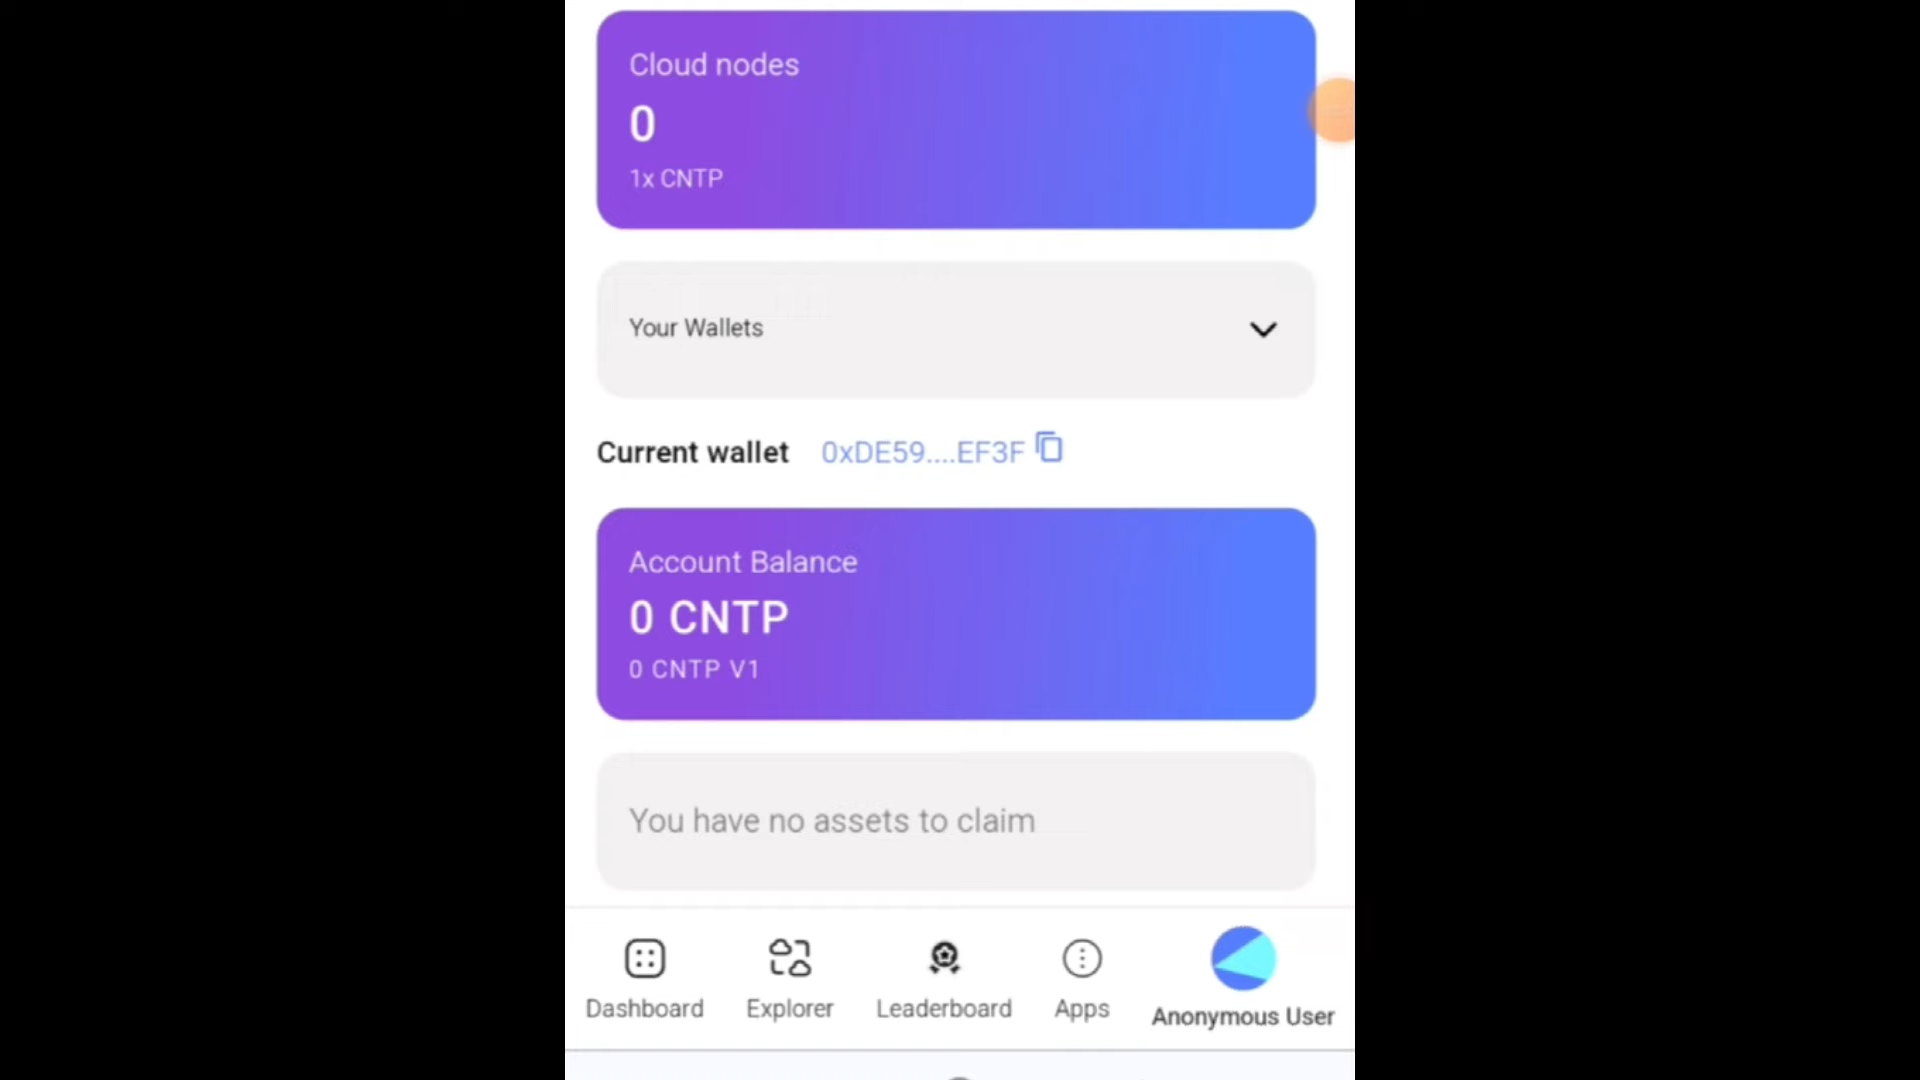 Cloud nodes
0
1x CNTP
Your Wallets
Current wallet 0xDE59....EF3F
Account Balance
0 CNTP
0 CNTP V1
You have no assets to claim
Dashboard Explorer Leaderboard Apps Anonymous User